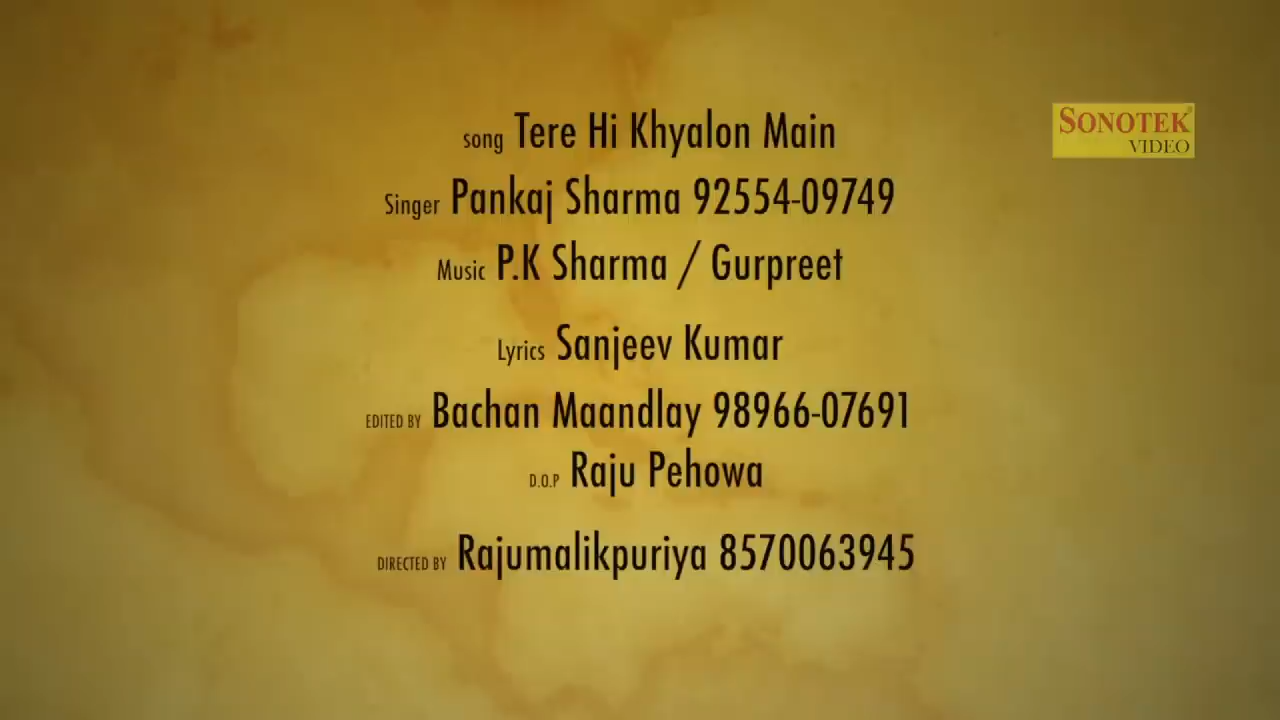 song Tere Hi Khyalon Main
SONOTEK
VIDEO
Singer Pankaj Sharma 92554-09749
Music P.K Sharma / Gurpreet
Lyrics Sanjeev Kumar
EDITED BY Bachan Maandlay 98966-07691
D.O.P Raju Pehowa
DIRECTED BY Rajumalikpuriya 8570063945